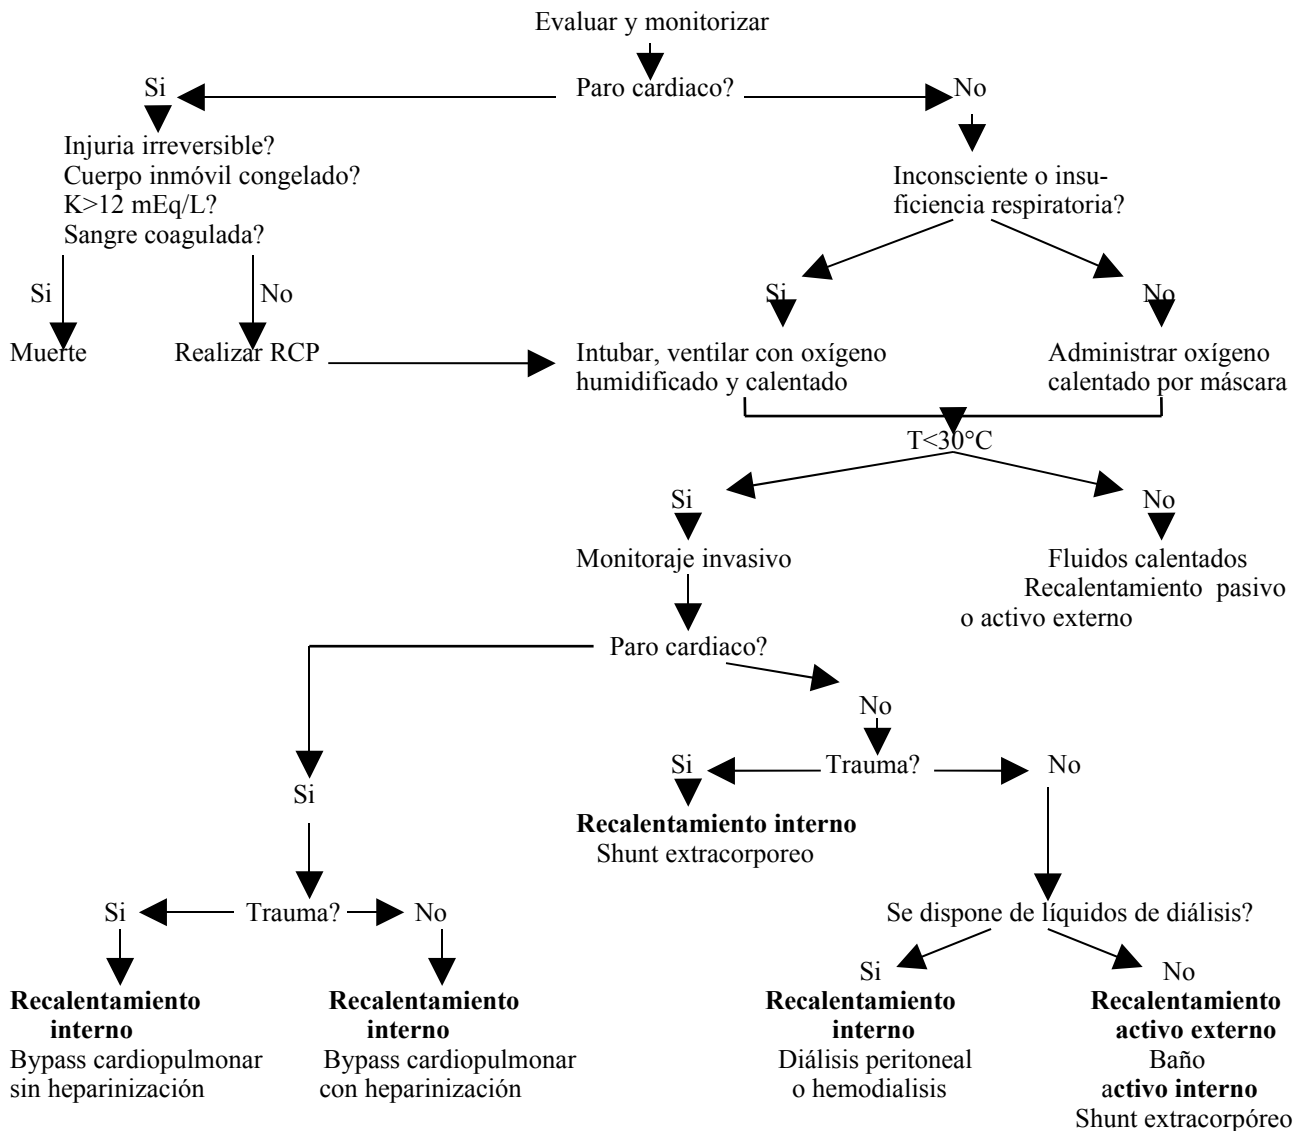 Evaluar y monitorizar
Si
Paro cardiaco?
No
Injuria irreversible?
Cuerpo inmóvil congelado?
K>12 mEq/L?
Sangre coagulada?
Inconsciente o insu-
ficiencia respiratoria?
Si
No
Si
No
Muerte
Realizar RCP
Intubar, ventilar con oxígeno
humidificado y calentado
Administrar oxígeno
calentado por máscara
T<30°C
Si
No
Monitoraje invasivo
Fluidos calentados
Recalentamiento pasivo
o activo externo
Paro cardiaco?
No
Si
Trauma?
No
Si
Recalentamiento interno
Shunt extracorporeo
Si
Trauma?
No
Se dispone de líquidos de diálisis?
Si
No
Recalentamiento
interno
Bypass cardiopulmonar
sin heparinización
Recalentamiento
interno
Bypass cardiopulmonar
con heparinización
Recalentamiento
interno
Diálisis peritoneal
o hemodialisis
Recalentamiento
activo externo
Baño
activo interno
Shunt extracorpóreo